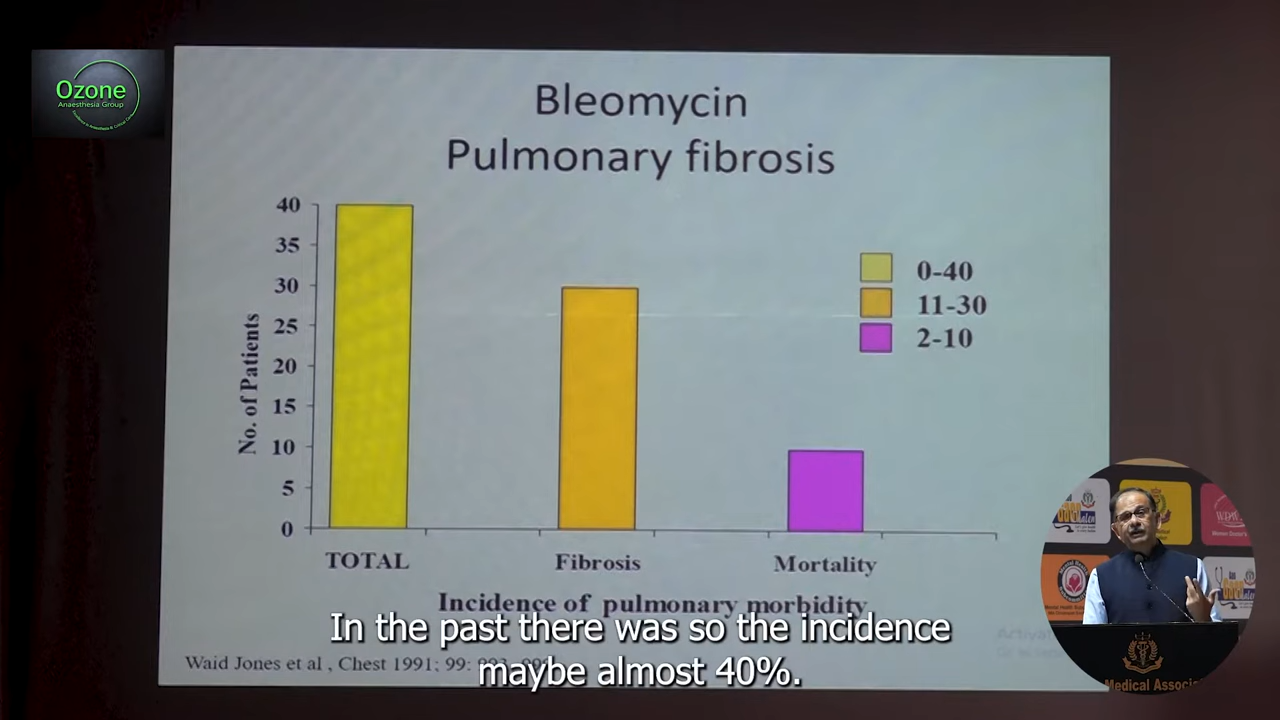 Ozone
Anaesthesia Group
Bleomycin
Pulmonary fibrosis
40
35
30
25
20
15
10
5
0
No. of Patients
0-40
11-30
2-10
TOTAL
Fibrosis
Mortality
Incidence of pulmonary morbidity
Waid Jones et al , Chest 1991; 99:
In the past there was so the incidence
maybe almost 40%.
WDW
Medical Associ